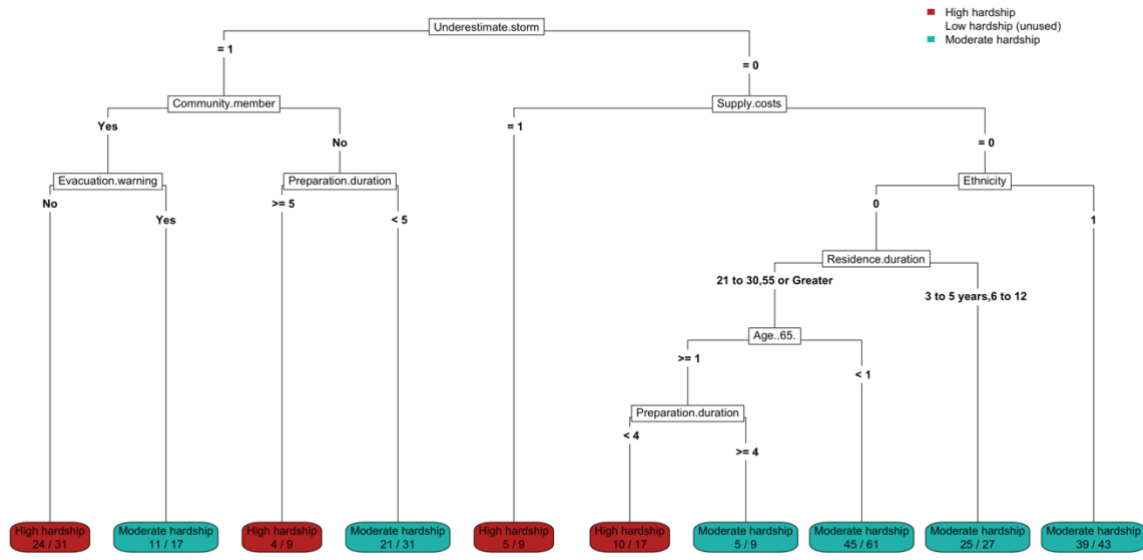 Underestimate.storm
High hardship
Low hardship (unused)
Moderate hardship
= 1
= 0
Community.member
Supply.costs
Yes
No
= 1
= 0
Evacuation.warning
Preparation.duration
Ethnicity
No
Yes
>= 5
< 5
0
1
Residence.duration
21 to 30,55 or Greater
3 to 5 years,6 to 12
Age..65.
>= 1
< 1
Preparation.duration
< 4
>= 4
High hardship
24 / 31
Moderate hardship
11 / 17
High hardship
4 / 9
Moderate hardship
21 / 31
High hardship
5 / 9
High hardship
10 / 17
Moderate hardship
5 / 9
Moderate hardship
45 / 61
Moderate hardship
25 / 27
Moderate hardship
39 / 43